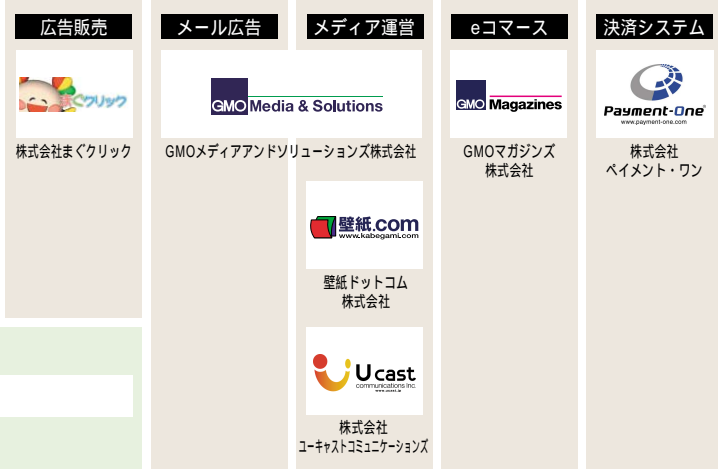 広告販売
メール広告
メディア運営
eコマース
決済システム
まぐクリック
株式会社まぐクリック
GMO Media & Solutions
GMOメディアアンドソリューションズ株式会社
GMO Magazines
GMOマガジンズ
株式会社
Payment-One
www.payment-one.com
株式会社
ペイメント・ワン
壁紙.com
www.kabegami.com
壁紙ドットコム
株式会社
Ucast
communications Inc.
www.ucast.jp
株式会社
ユーキャストコミュニケーションズ